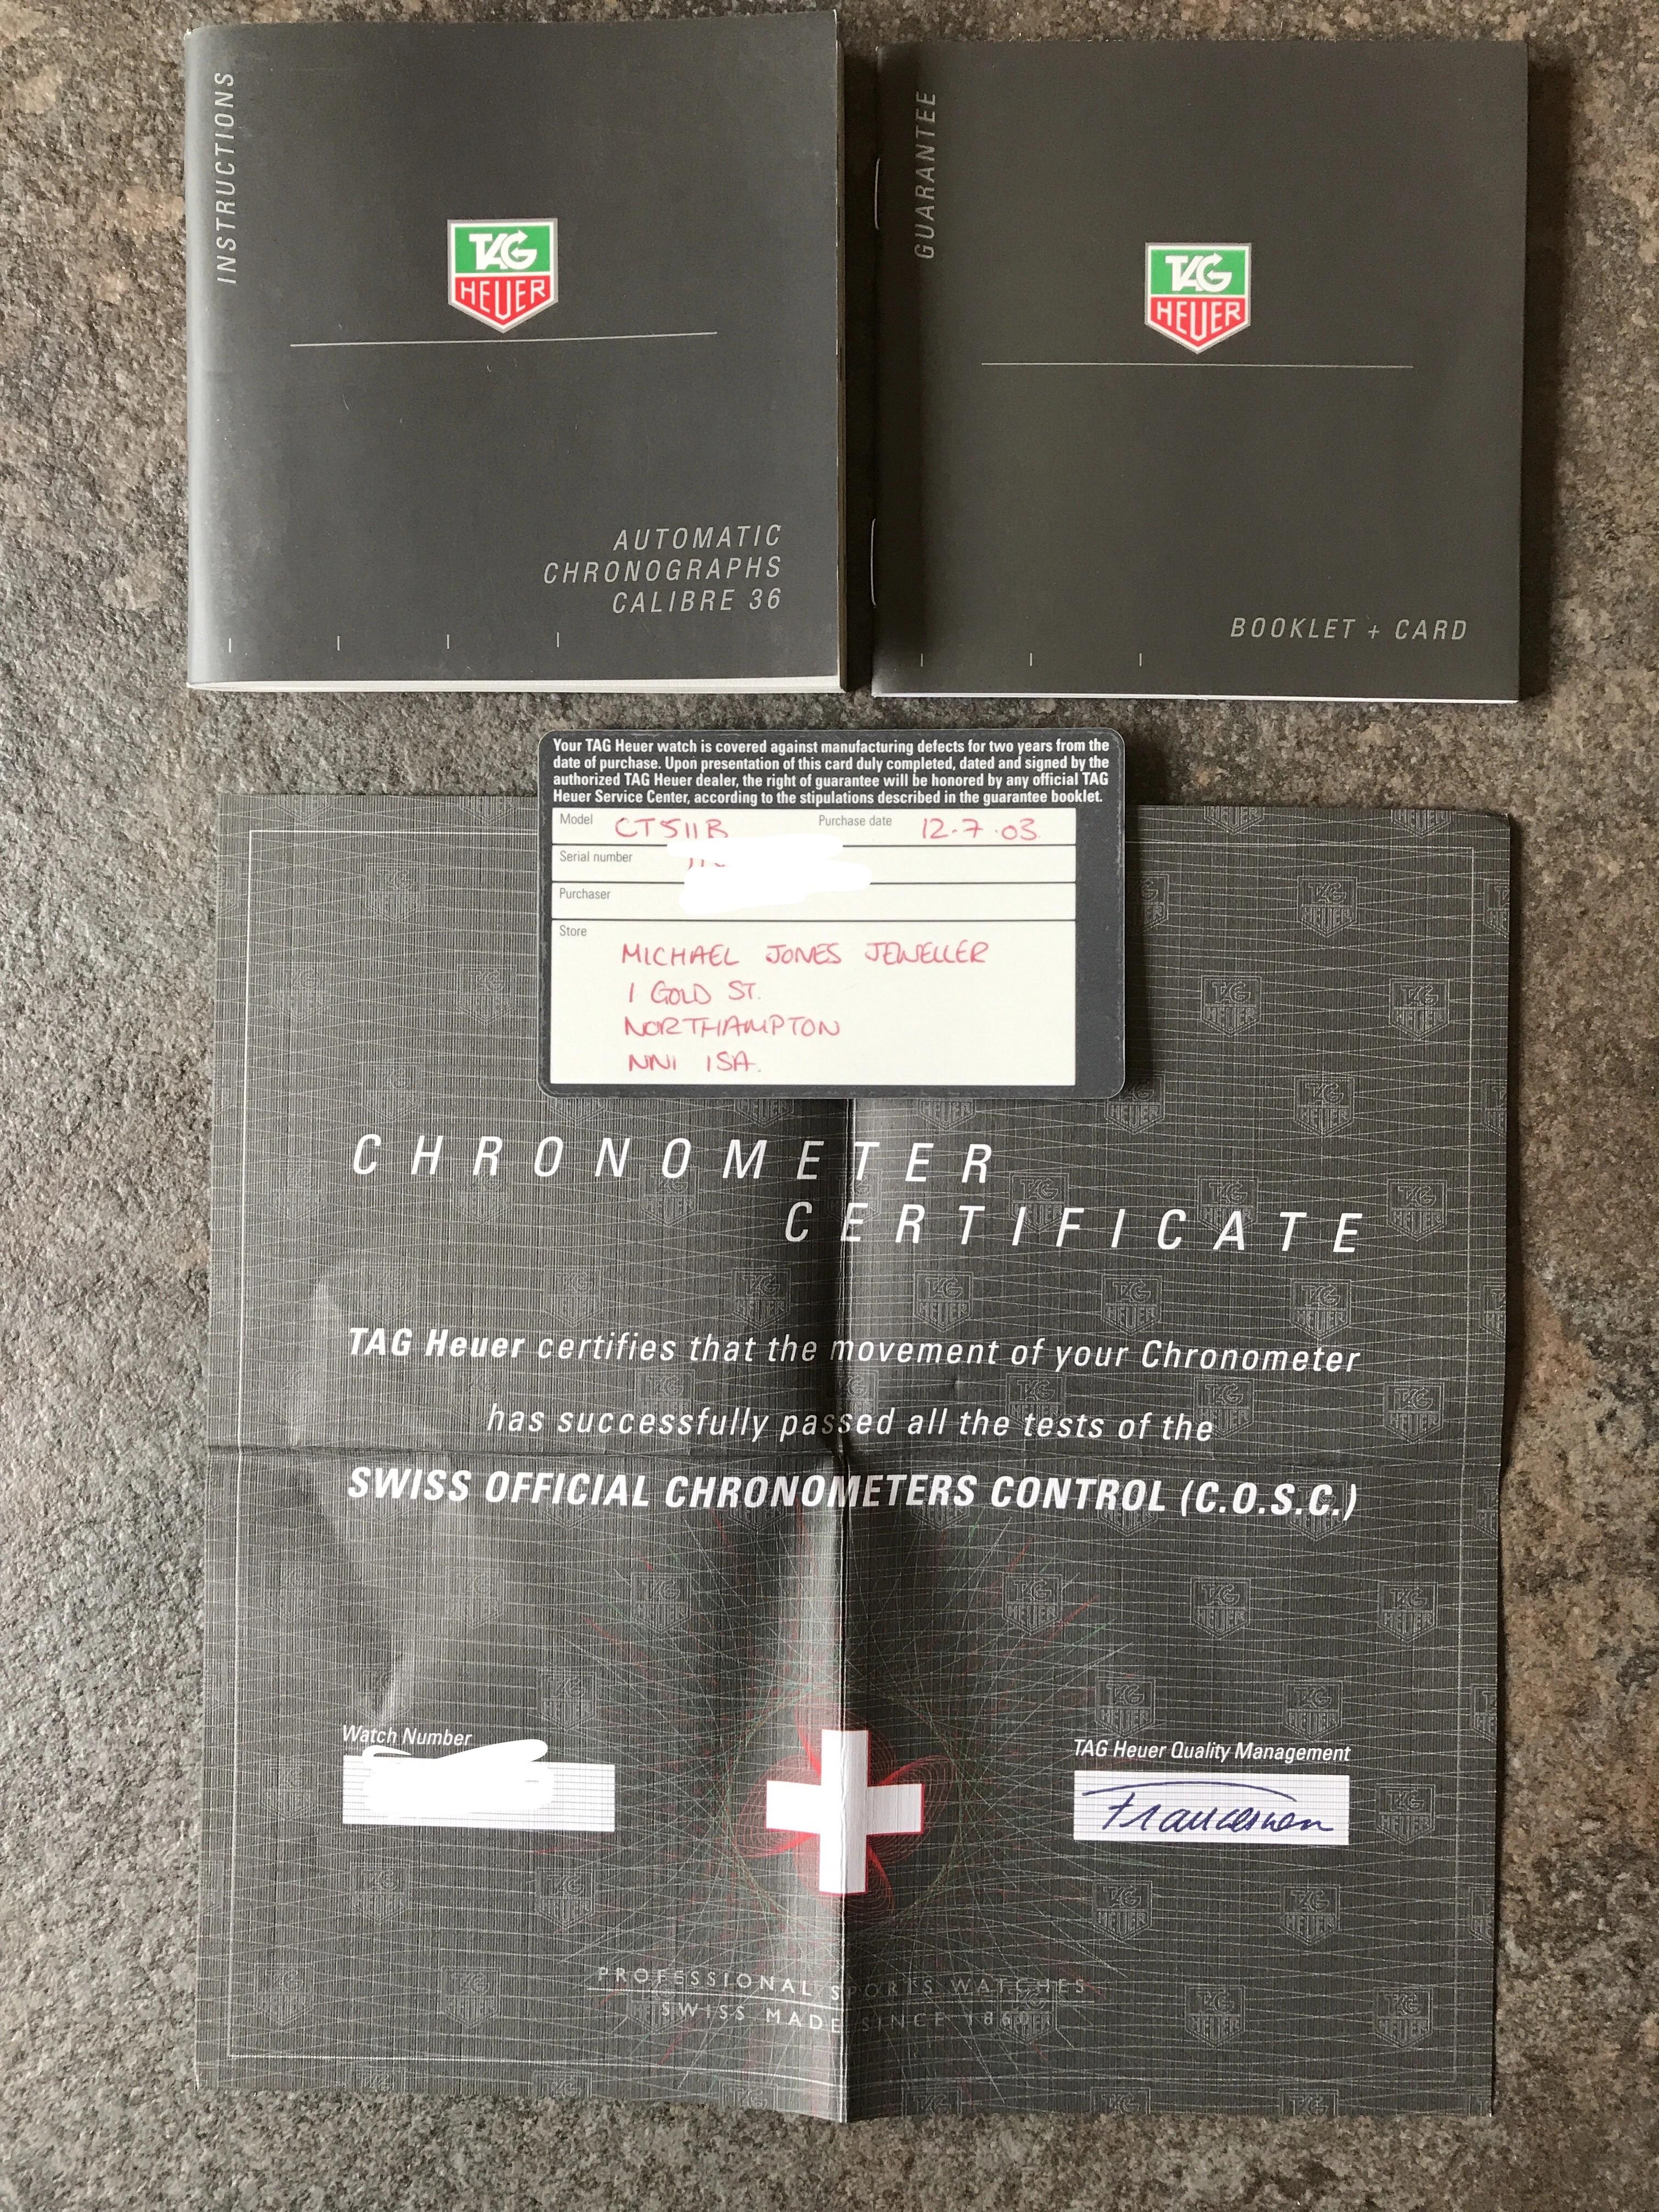 INSTRUCTIONS
TAG
HEUER
AUTOMATIC
CHRONOGRAPHS
CALIBRE 36
GUARANTEE
TAG
HEUER
BOOKLET + CARD
Your TAG Heuer watch is covered against manufacturing defects for two years from the
date of purchase. Upon presentation of this card duly completed, dated and signed by the
authorized TAG Heuer dealer, the right of guarantee will be honored by any official TAG
Heuer Service Center, according to the stipulations described in the guarantee booklet.
Model CT511B Purchase date 12.7.03.
Serial number
Purchaser
Store
MICHAEL JONES JEWELLER
1 GOLD ST.
NORTHAMPTON
NN1 1SA.
CHRONOMETER
CERTIFICATE
TAG Heuer certifies that the movement of your Chronometer
has successfully passed all the tests of the
SWISS OFFICIAL CHRONOMETERS CONTROL (C.O.S.C.)
Watch Number
TAG Heuer Quality Management
PROFESSIONAL SPORTS WATCHES
SWISS MADE SINCE 1860